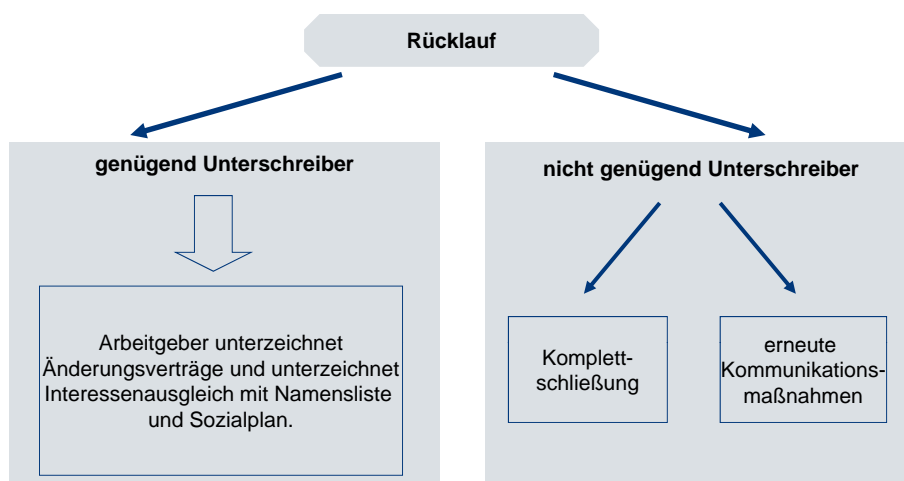 Rücklauf
genügend Unterschreiber
Arbeitgeber unterzeichnet
Änderungsverträge und unterzeichnet
Interessenausgleich mit Namensliste
und Sozialplan.
nicht genügend Unterschreiber
Komplett-
schließung
erneute
Kommunikations-
maßnahmen